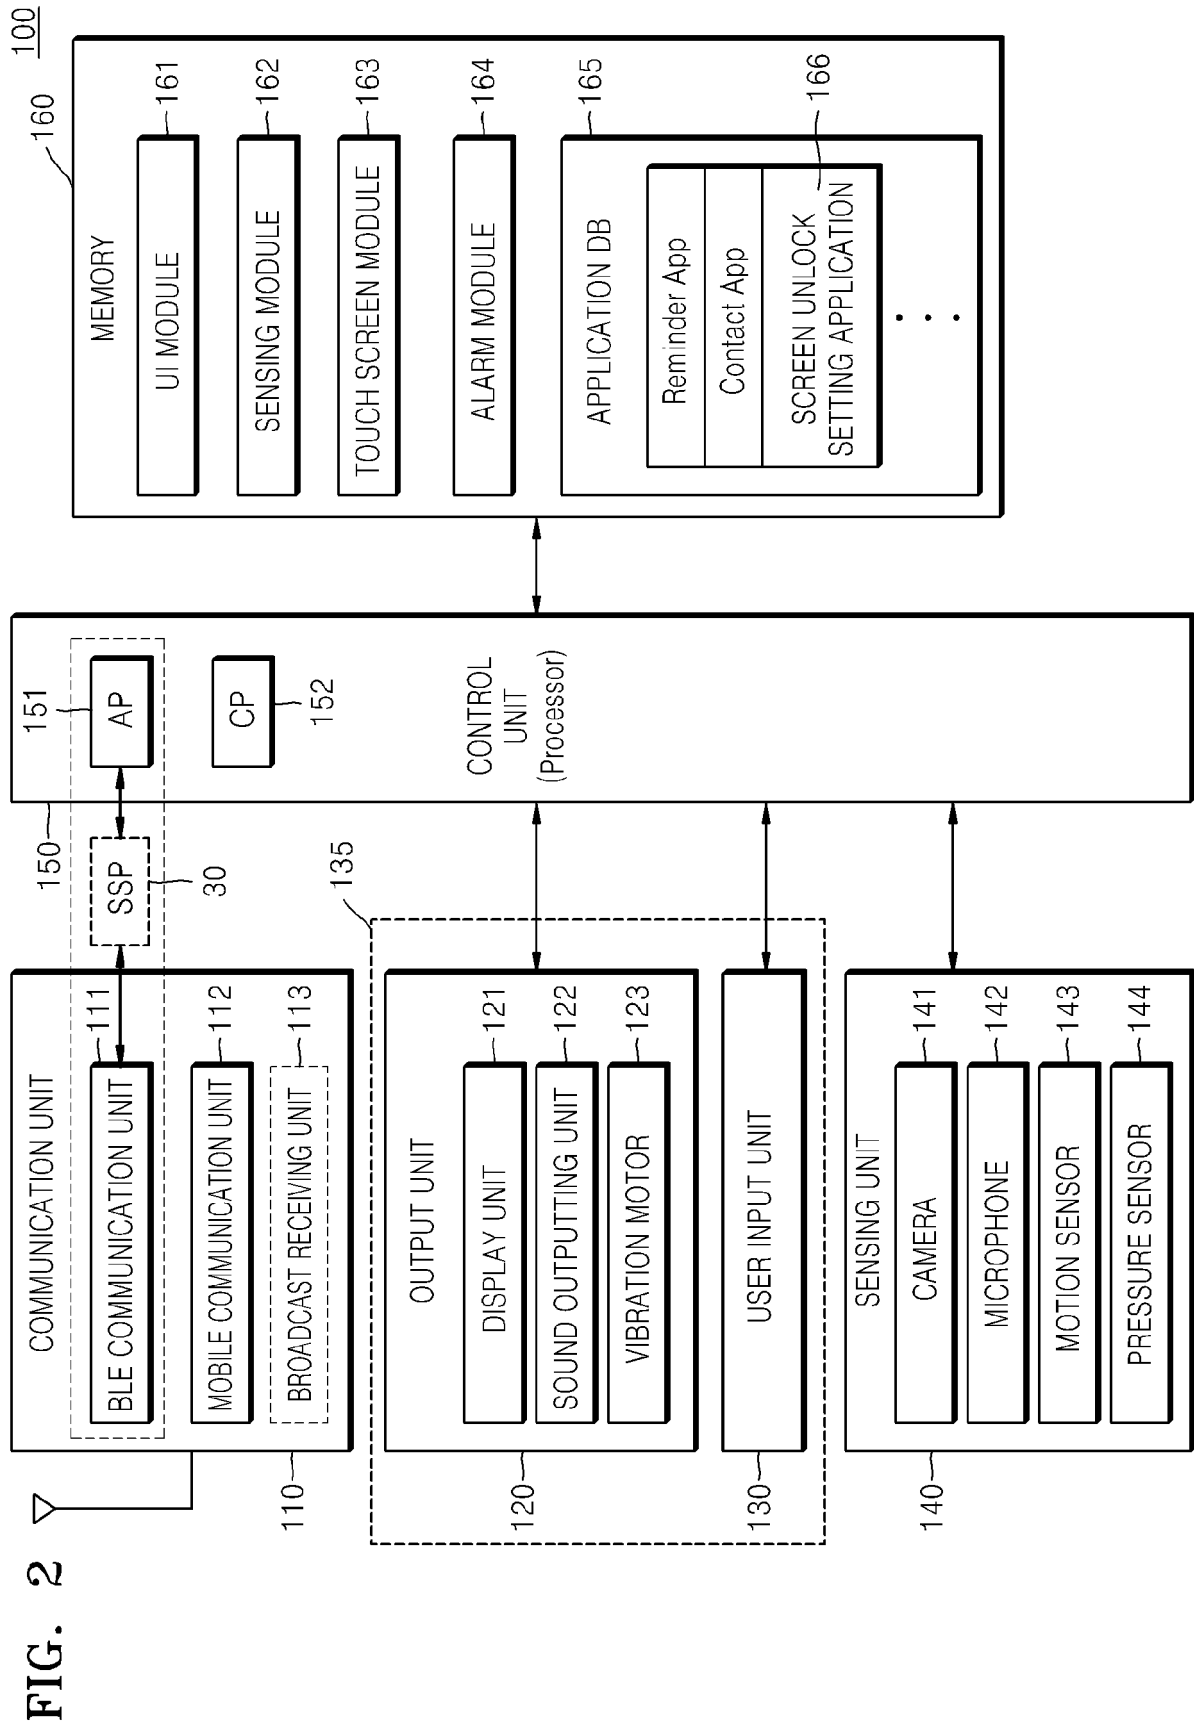 FIG. 2
100
110
COMMUNICATION UNIT
111
BLE COMMUNICATION UNIT
112
MOBILE COMMUNICATION UNIT
113
BROADCAST RECEIVING UNIT
SSP
30
135
120
OUTPUT UNIT
121
DISPLAY UNIT
122
SOUND OUTPUTING UNIT
123
VIBRATION MOTOR
130
USER INPUT UNIT
140
SENSING UNIT
141
CAMERA
142
MICROPHONE
143
MOTION SENSOR
144
PRESSURE SENSOR
150
151
AP
CP
152
CONTROL
UNIT
(Processor)
160
MEMORY
UI MODULE
161
SENSING MODULE
162
TOUCH SCREEN MODULE
163
ALARM MODULE
164
APPLICATION DB
165
Reminder App
Contact App
SCREEN UNLOCK
SETTING APPLICATION
166